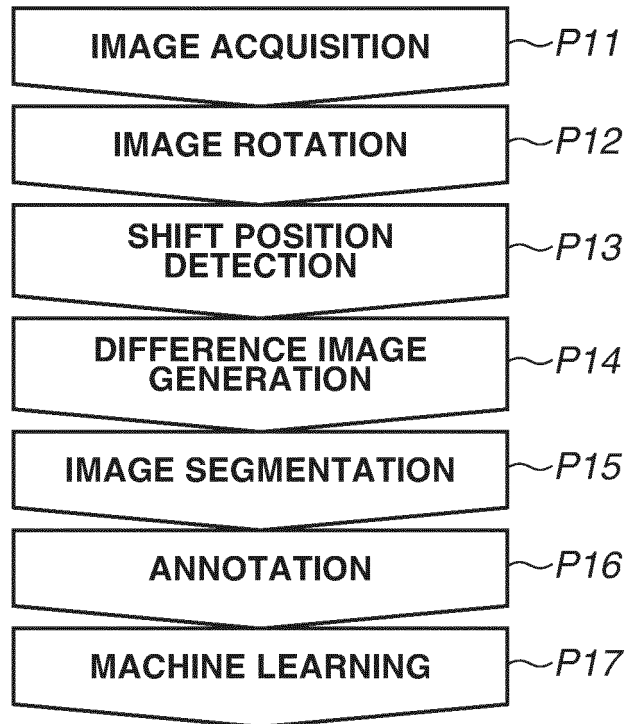 IMAGE ACQUISITION P11
IMAGE ROTATION P12
SHIFT POSITION
DETECTION P13
DIFFERENCE IMAGE
GENERATION P14
IMAGE SEGMENTATION P15
ANNOTATION P16
MACHINE LEARNING P17